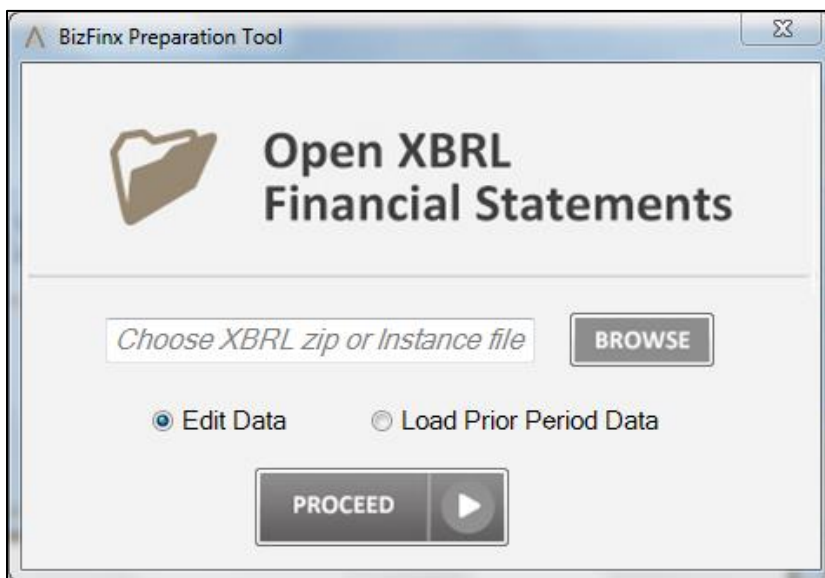 BizFinx Preparation Tool
Open XBRL
Financial Statements
Choose XBRL zip or Instance file
BROWSE
Edit Data
Load Prior Period Data
PROCEED